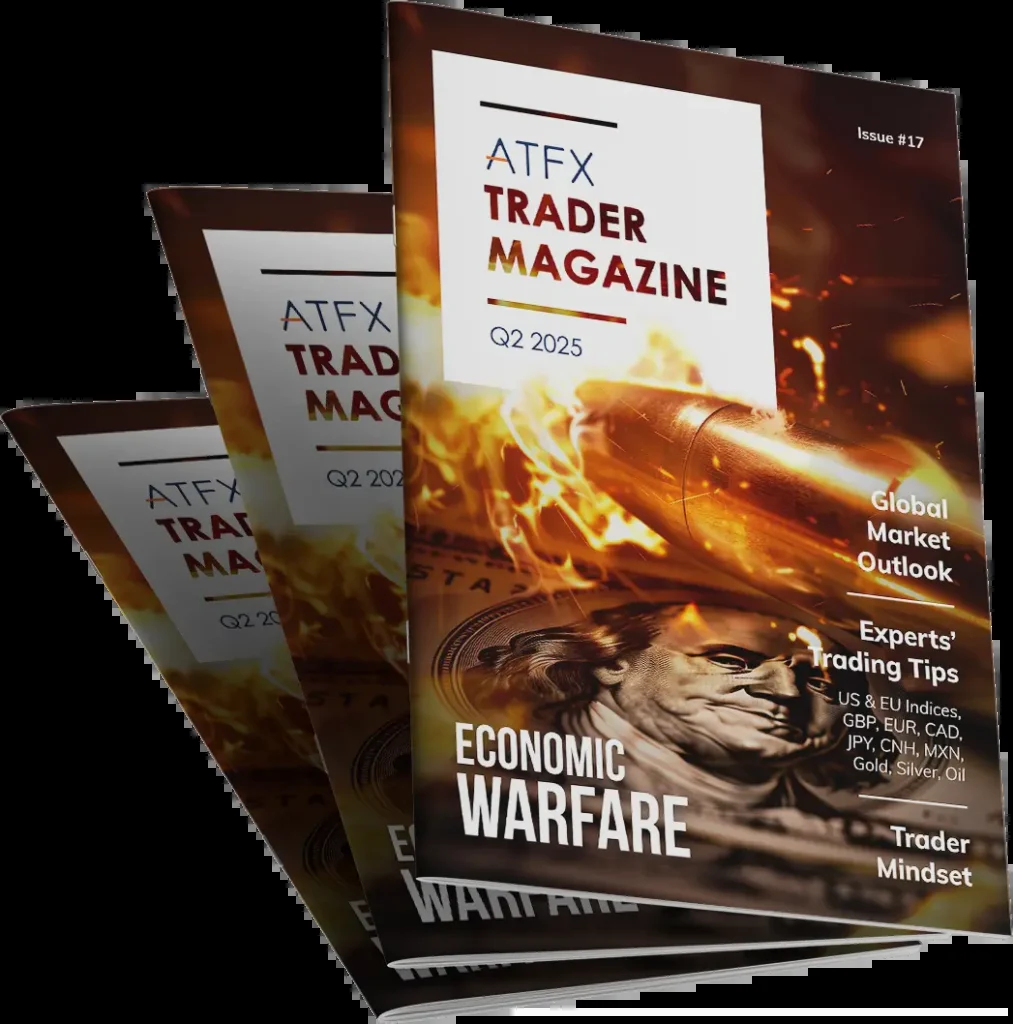 Issue #17
ATFX
TRADER
MAGAZINE
Q2 2025
Global
Market
Outlook
Experts'
Trading Tips
US & EU Indices,
GBP, EUR, CAD,
JPY, CNH, MXN,
Gold, Silver, Oil
Trader
Mindset
ECONOMIC
WARFARE
ATFX
TRAD
MAG
Q2 202
WARFARE
ATFX
TRAD
MA
Q2 20